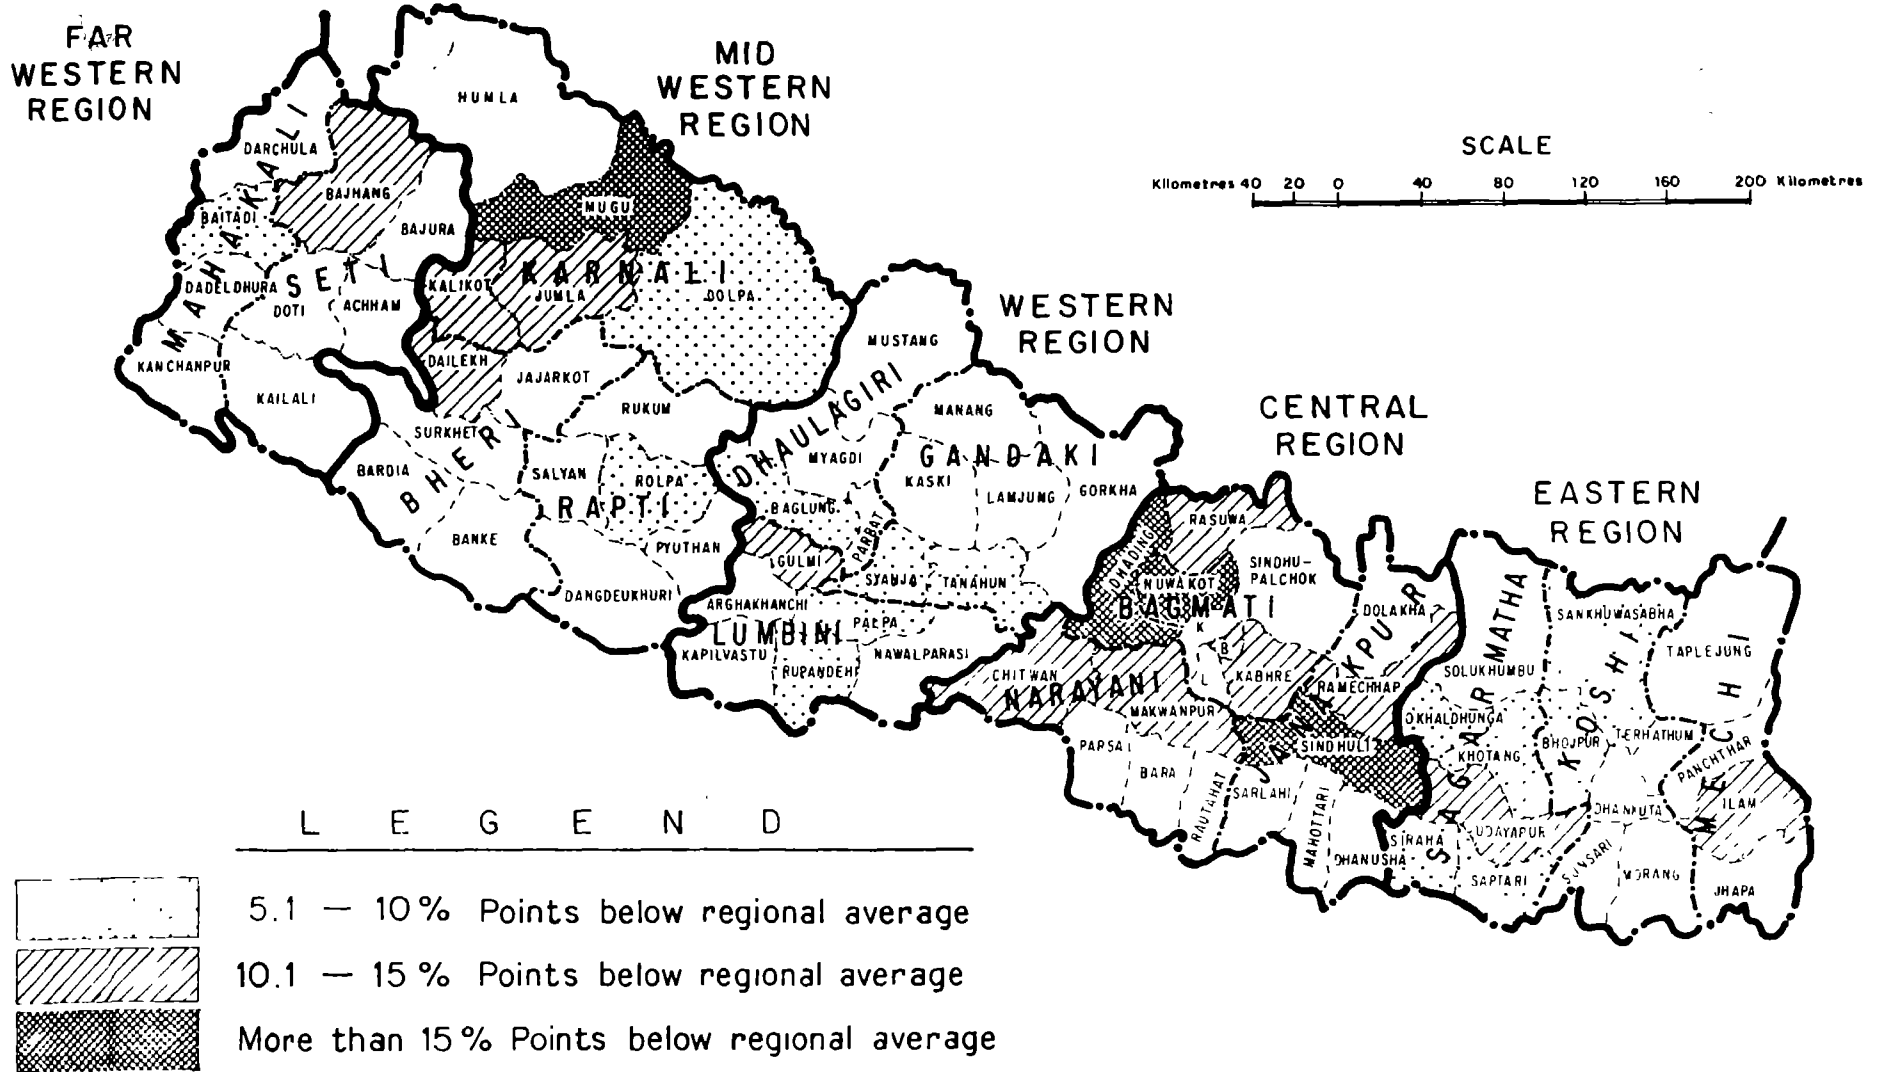 FAR
WESTERN
REGION
MID
WESTERN
REGION
WESTERN
REGION
CENTRAL
REGION
EASTERN
REGION
SCALE
Kilometres 40 20 0 40 80 120 160 200 Kilometres
MAHAKALI
SETI
KARNALI
BHERI
RAPTI
DHAULAGIRI
GANDAKI
LUMBINI
BAGMATI
NARAYANI
JANAKPUR
SAGARMATHA
KOSHI
MECHI
HUMLA
DARCHULA
BAJHANG
BAITADI
BAJURA
MUGU
DADELDHURA
DOTI
ACHHAM
KALIKOT
JUMLA
DOLPA
KANCHANPUR
KAILALI
DAILEKH
JAJARKOT
RUKUM
SURKHET
BARDIA
BANKE
SALYAN
ROLPA
PYUTHAN
DANGDEUKHURI
MUSTANG
MANANG
MYAGDI
KASKI
LAMJUNG
GORKHA
BAGLUNG
PARBAT
GULMI
SYANJA
TANAHUN
ARGHAKHANCHI
PALPA
KAPILVASTU
RUPANDEHI
NAWALPARASI
RASUWA
DHADING
NUWAKOT
SINDHU-
PALCHOK
K
B
L
DOLAKHA
CHITWAN
KABHRE
RAMECHHAP
MAKWANPUR
SINDHULI
PARSA
BARA
RAUTAHAT
SARLAHI
MAHOTTARI
DHANUSHA
SANKHUWASABHA
TAPLEJUNG
SOLUKHUMBU
OKHALDHUNGA
KHOTANG
BHOJPUR
TERHATHUM
PANCHTHAR
DHANKUTA
ILAM
UDAYAPUR
SIRAHA
SAPTARI
SUNSARI
MORANG
JHAPA
LEGEND
5.1 — 10% Points below regional average
10.1 — 15% Points below regional average
More than 15% Points below regional average